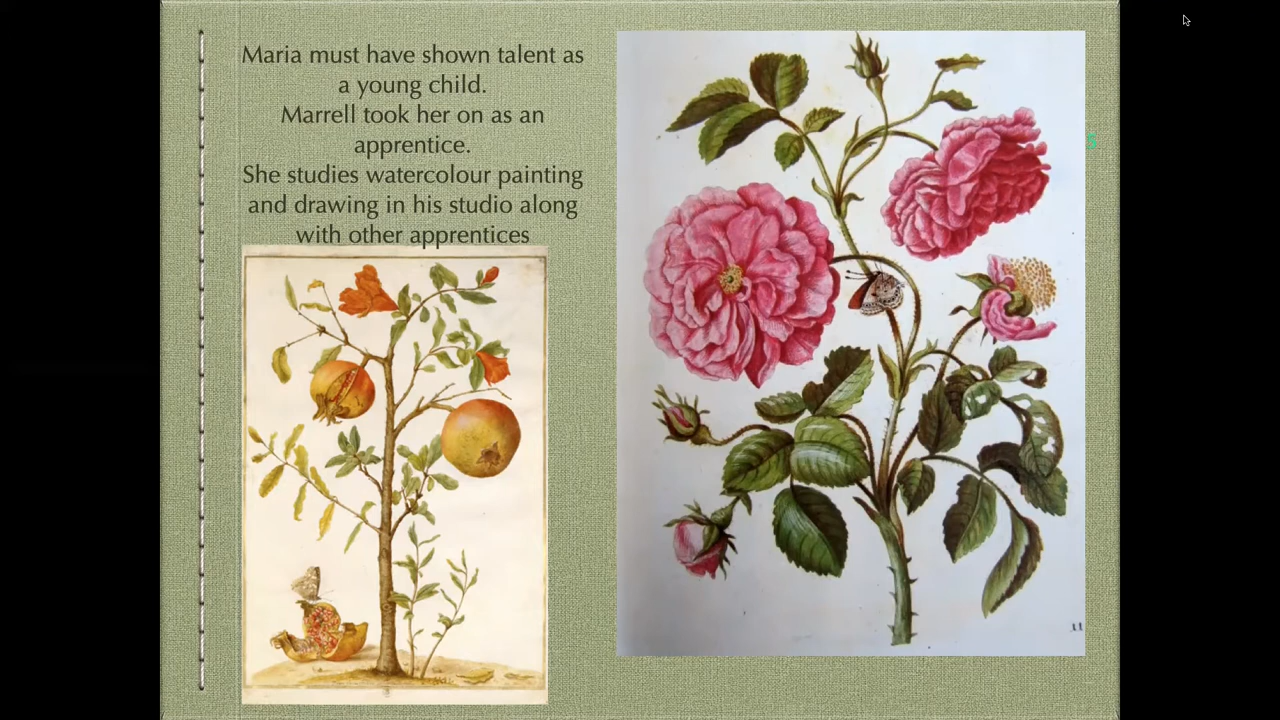 Maria must have shown talent as
a young child.
Marrell took her on as an
apprentice.
She studies watercolour painting
and drawing in his studio along
with other apprentices
11